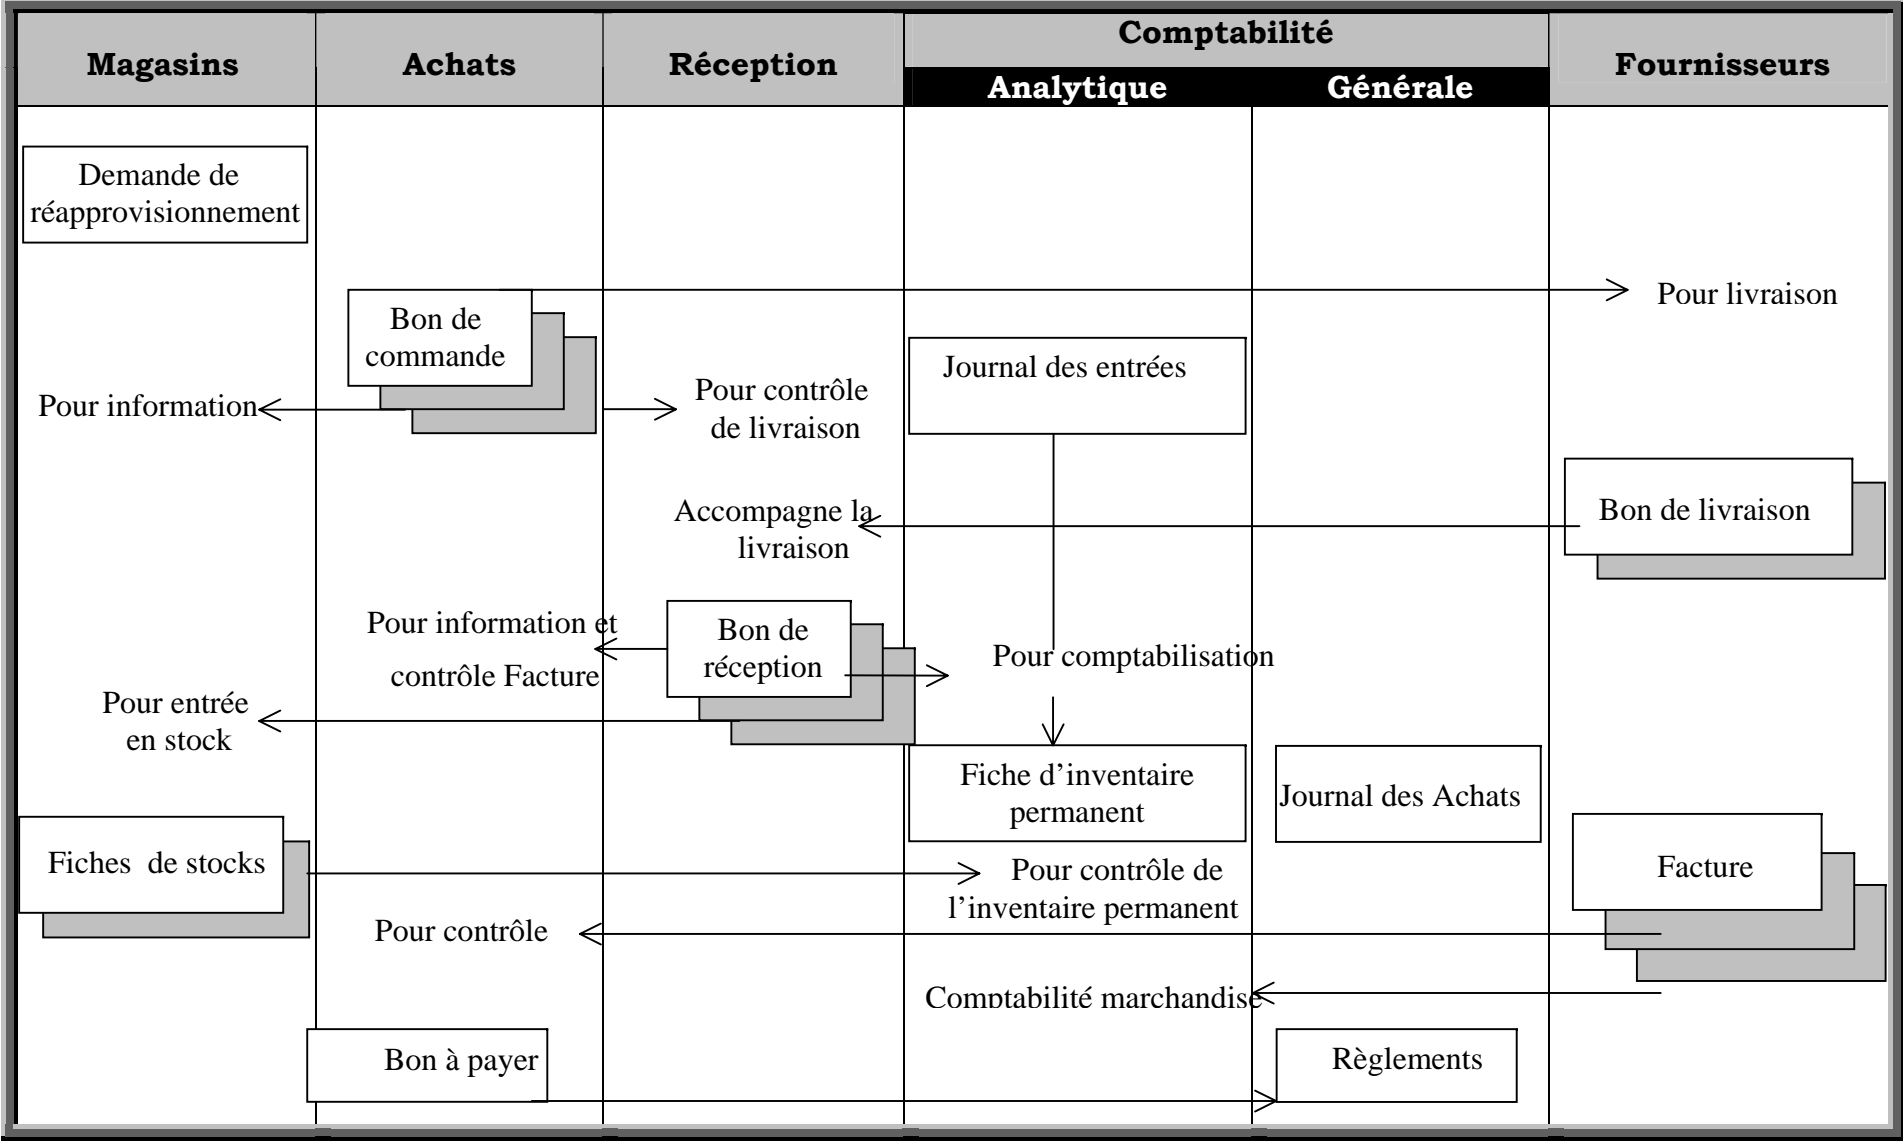 Magasins
Achats
Réception
Comptabilité
Analytique
Générale
Fournisseurs
Demande de
réapprovisionnement
Pour livraison
Bon de
commande
Journal des entrées
Pour information
Pour contrôle
de livraison
Accompagne la
livraison
Bon de livraison
Pour information et
contrôle Facture
Bon de
réception
Pour comptabilisation
Pour entrée
en stock
Fiche d’inventaire
permanent
Journal des Achats
Fiches de stocks
Facture
Pour contrôle de
l’inventaire permanent
Pour contrôle
Comptabilité marchandise
Bon à payer
Règlements